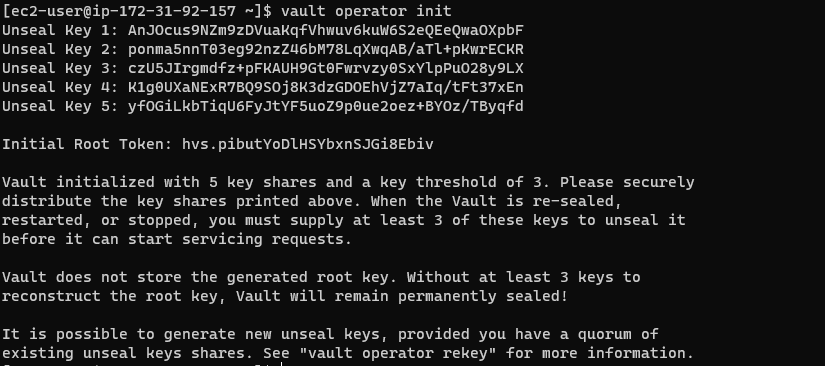 [ec2-user@ip-172-31-92-157 ~]$ vault operator init
Unseal Key 1: AnJOcus9NZm9zDVuaKqfVhwuv6kuW6S2eQEeQwaOXpbF
Unseal Key 2: ponma5nnT03eg92nzZ46bM78LqXwqAB/aTl+pKwrECKR
Unseal Key 3: czU5JIrgmdfz+pFKAUH9Gt0Fwrvzy0SxYlpPuO28y9LX
Unseal Key 4: K1g0UXaNExR7BQ9SOj8K3dzGDOEhVjZ7aIq/tFt37xEn
Unseal Key 5: yfOGiLkbTiqU6FyJtYF5uoZ9p0ue2oez+BYOz/TByqfd
Initial Root Token: hvs.pibutYoDlHSYbxnSJGi8Ebiv
Vault initialized with 5 key shares and a key threshold of 3. Please securely
distribute the key shares printed above. When the Vault is re-sealed,
restarted, or stopped, you must supply at least 3 of these keys to unseal it
before it can start servicing requests.
Vault does not store the generated root key. Without at least 3 keys to
reconstruct the root key, Vault will remain permanently sealed!
It is possible to generate new unseal keys, provided you have a quorum of
existing unseal keys shares. See "vault operator rekey" for more information.